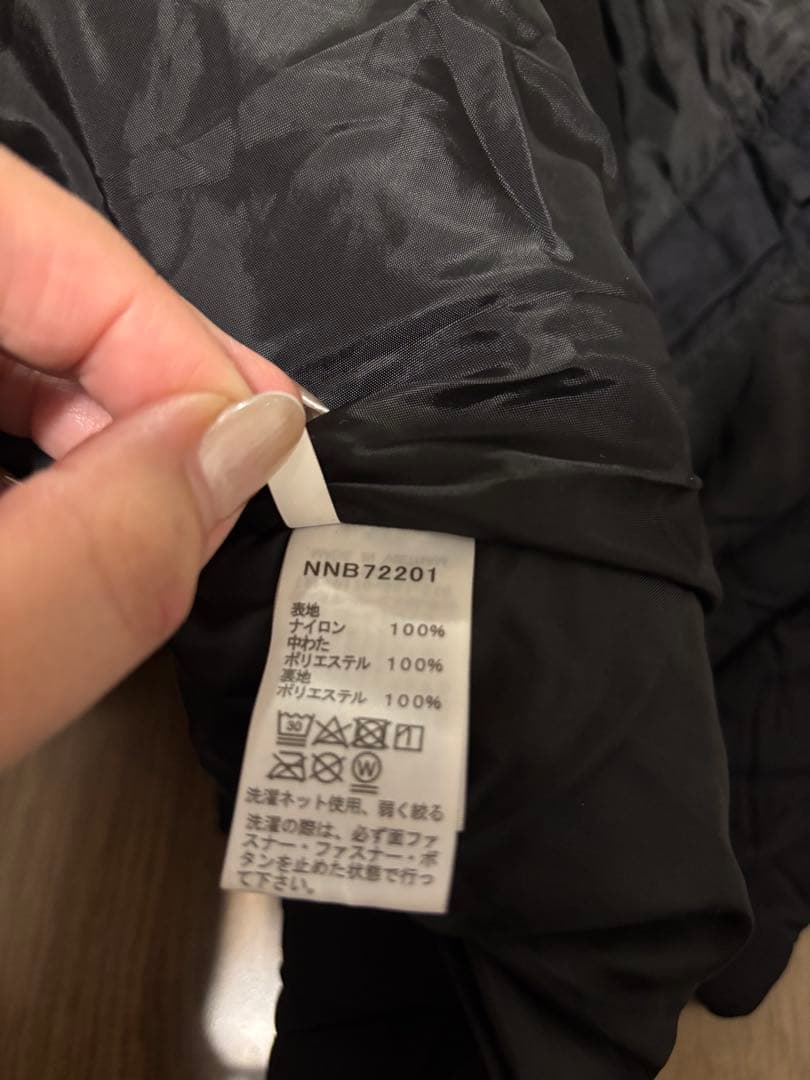 NNB72201
表地
ナイロン 100%
中わた
ポリエステル 100%
裏地
ポリエステル 100%
30
W
洗濯ネット使用、弱く絞る
洗濯の際は、必ず面ファ
スナー・ファスナー・ボ
タンを止めた状態で行っ
て下さい。